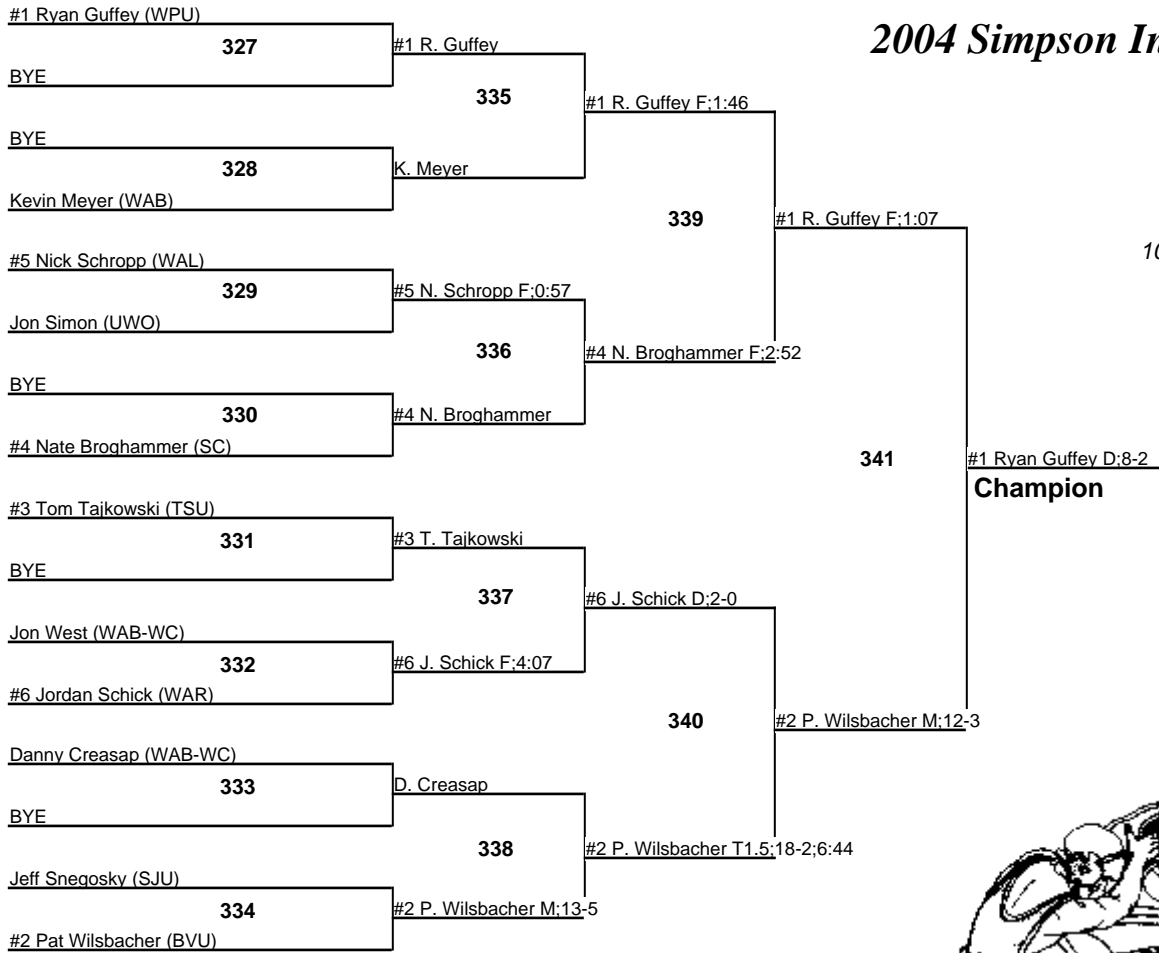 #1 Ryan Guffey (WPU)
327
BYE
#1 R. Guffey
335
BYE
328
Kevin Meyer (WAB)
K. Meyer
#1 R. Guffey F;1:46
339
#5 Nick Schropp (WAL)
329
Jon Simon (UWO)
#5 N. Schropp F;0:57
336
BYE
330
#4 Nate Broghammer (SC)
#4 N. Broghammer
#4 N. Broghammer F;2:52
#1 R. Guffey F;1:07
341
#3 Tom Tajkowski (TSU)
331
BYE
#3 T. Tajkowski
337
Jon West (WAB-WC)
332
#6 Jordan Schick (WAR)
#6 J. Schick F;4:07
#6 J. Schick D;2-0
340
Danny Creasap (WAB-WC)
333
BYE
D. Creasap
338
Jeff Snegosky (SJU)
334
#2 Pat Wilsbacher (BVU)
#2 P. Wilsbacher M;13-5
#2 P. Wilsbacher T1.5;18-2;6:44
#2 P. Wilsbacher M;12-3
#1 Ryan Guffey D;8-2
Champion
2004 Simpson In
10